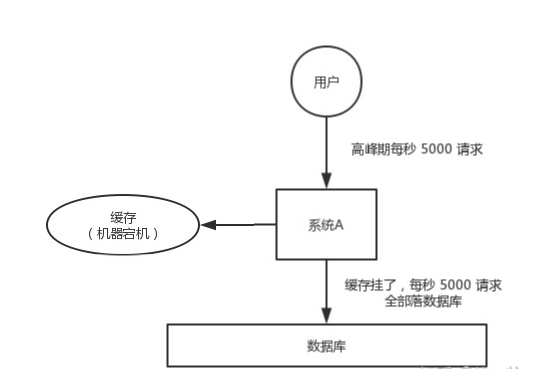 用户
高峰期每秒 5000 请求
缓存
（机器宕机）
系统A
缓存挂了，每秒 5000 请求
全部落数据库
数据库